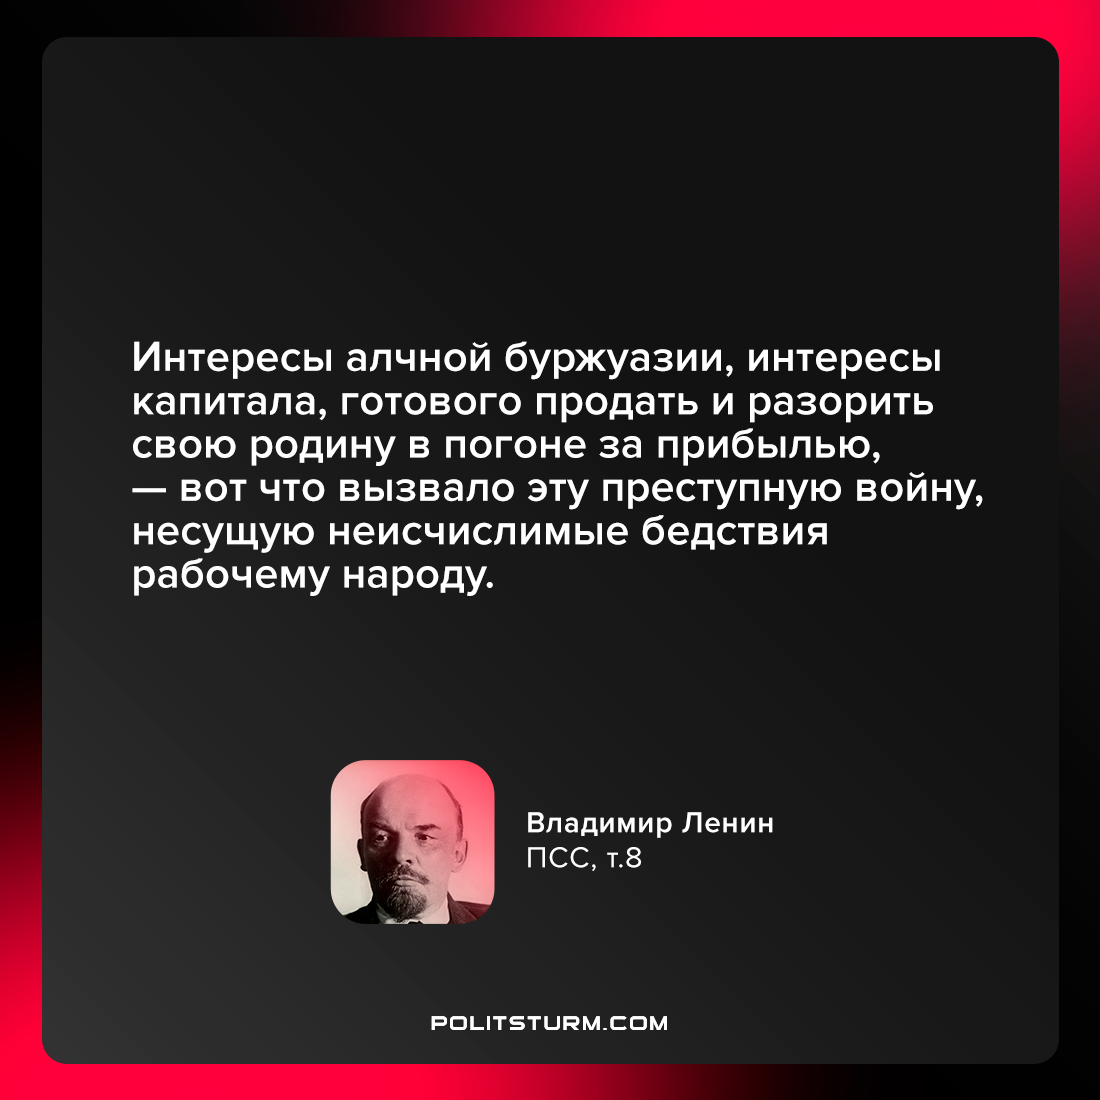 Интересы алчной буржуазии, интересы
капитала, готового продать и разорить
свою родину в погоне за прибылью,
— вот что вызвало эту преступную войну,
несущую неисчислимые бедствия
рабочему народу.
Владимир Ленин
ПСС, т.8
POLITSTURM.COM